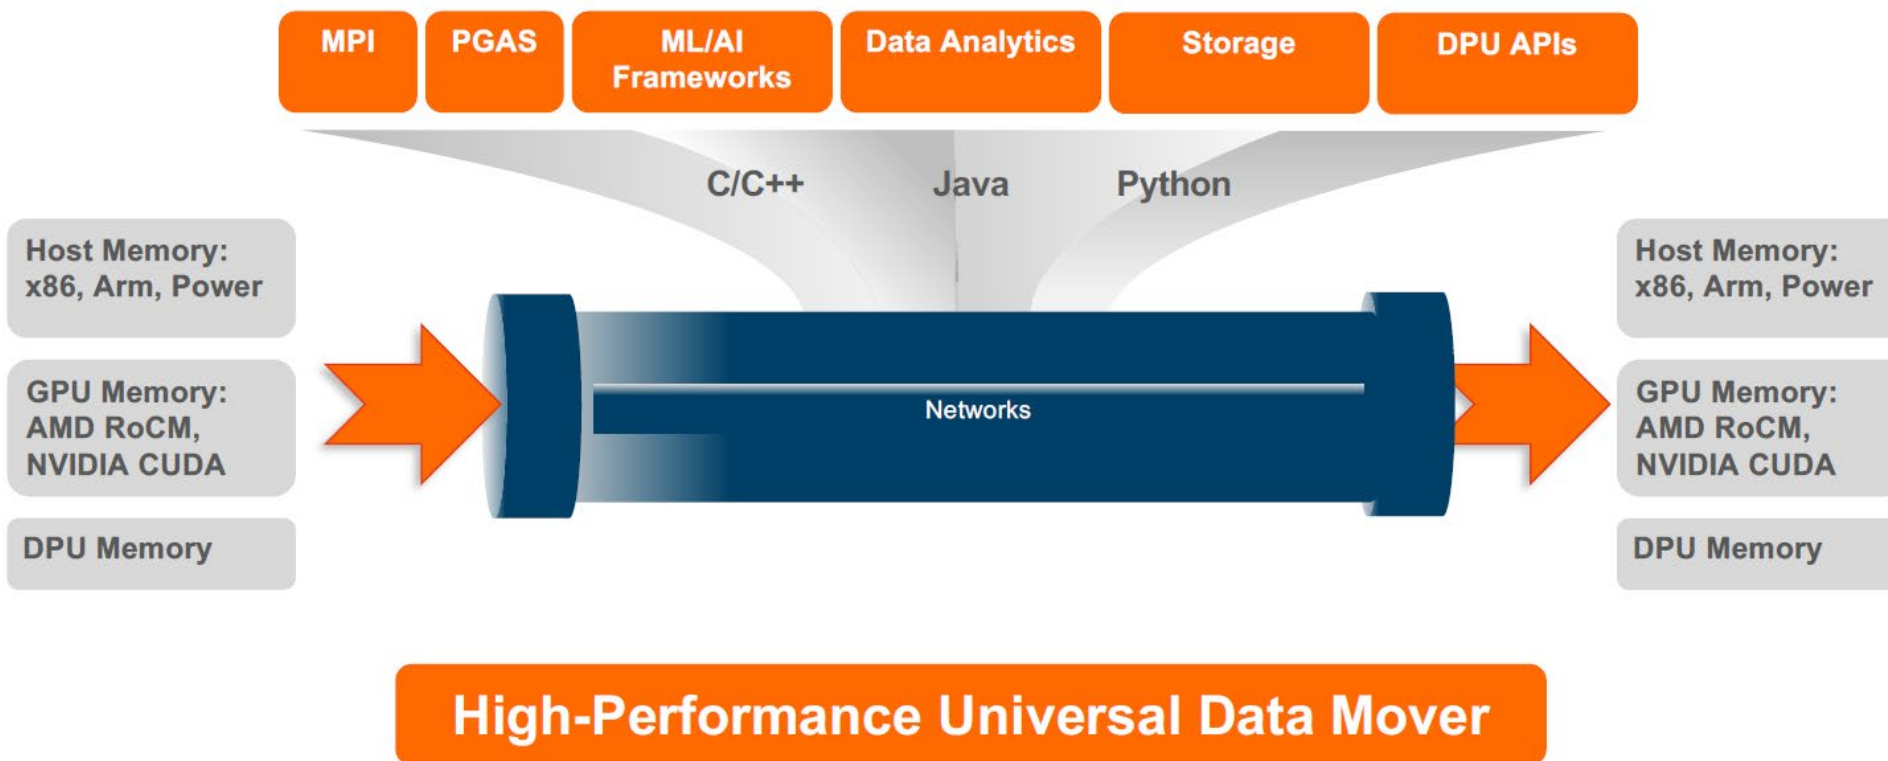 MPI
PGAS
ML/AI
Frameworks
Data Analytics
Storage
DPU APIs
C/C++
Java
Python
Host Memory:
x86, Arm, Power
GPU Memory:
AMD RoCM,
NVIDIA CUDA
DPU Memory
Networks
Host Memory:
x86, Arm, Power
GPU Memory:
AMD RoCM,
NVIDIA CUDA
DPU Memory
High-Performance Universal Data Mover